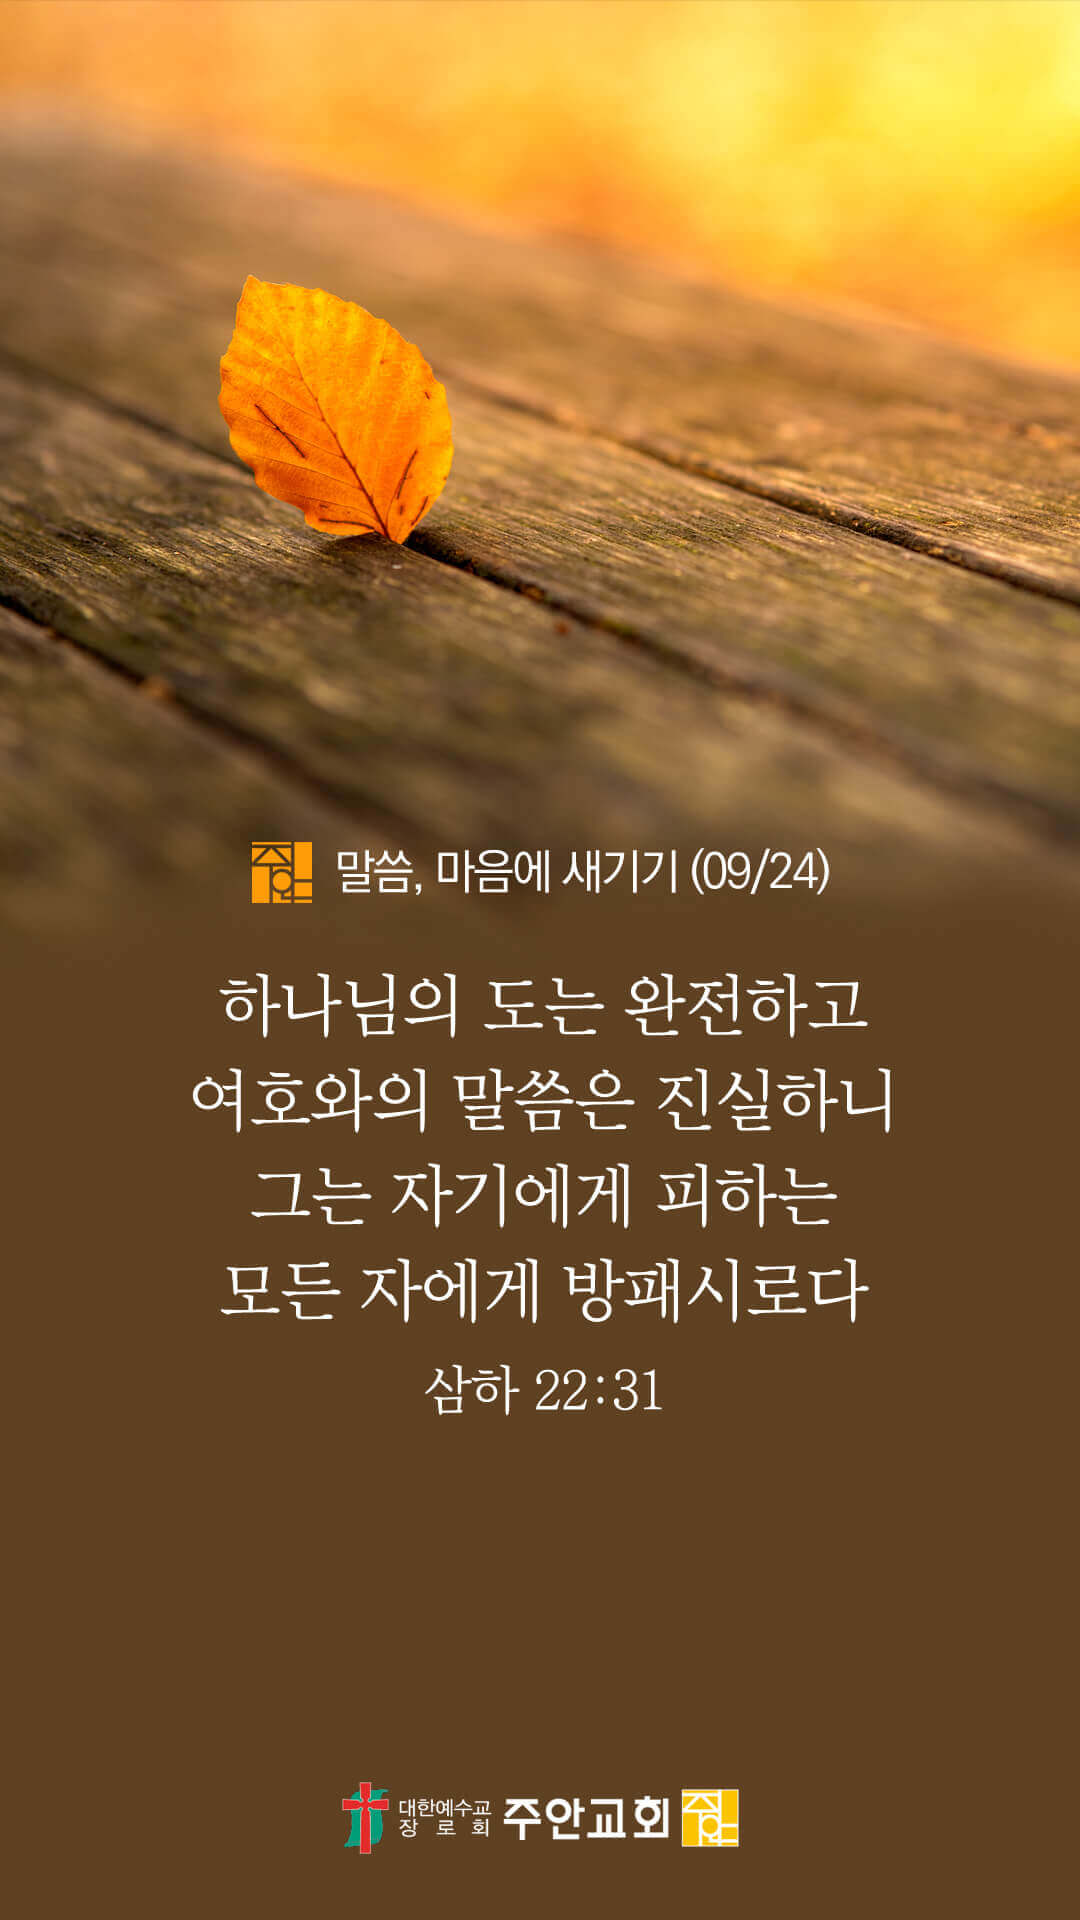 말씀, 마음에 새기기 (09/24)
하나님의 도는 완전하고
여호와의 말씀은 진실하니
그는 자기에게 피하는
모든 자에게 방패시로다
삼하 22:31
대한예수교
장로회
주안교회